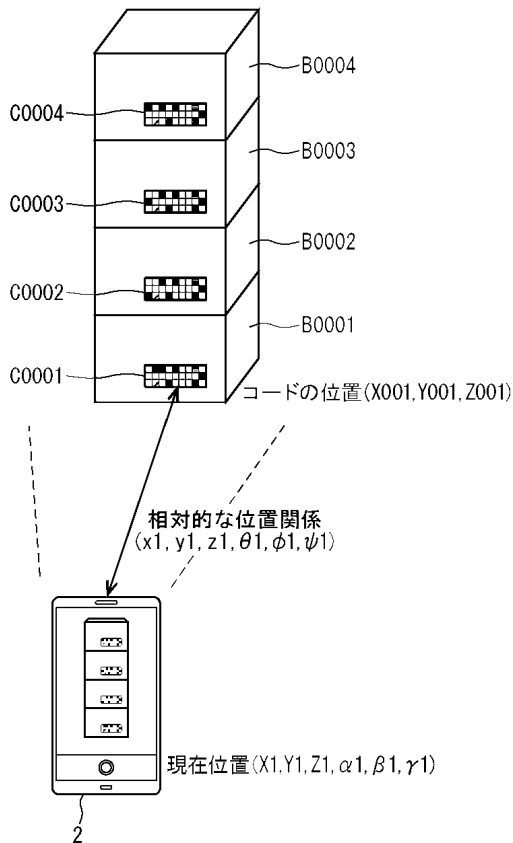 B0004
C0004
B0003
C0003
B0002
C0002
B0001
C0001
コードの位置(X001,Y001,Z001)
相対的な位置関係
(x1, y1, z1, θ1, ϕ1, ψ1)
現在位置(X1,Y1,Z1,α1,β1,γ1)
2